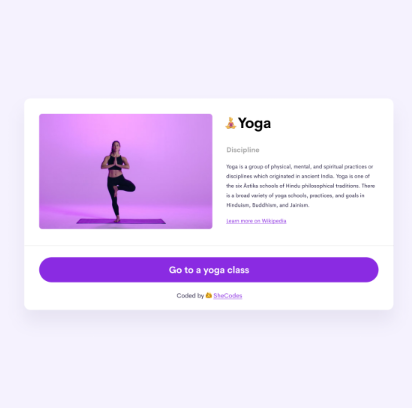 🧘Yoga
Discipline
Yoga is a group of physical, mental, and spiritual practices or
disciplines which originated in ancient India. Yoga is one of
the six Āstika schools of Hindu philosophical traditions. There
is a broad variety of yoga schools, practices, and goals in
Hinduism, Buddhism, and Jainism.
Learn more on Wikipedia
Go to a yoga class
Coded by SheCodes